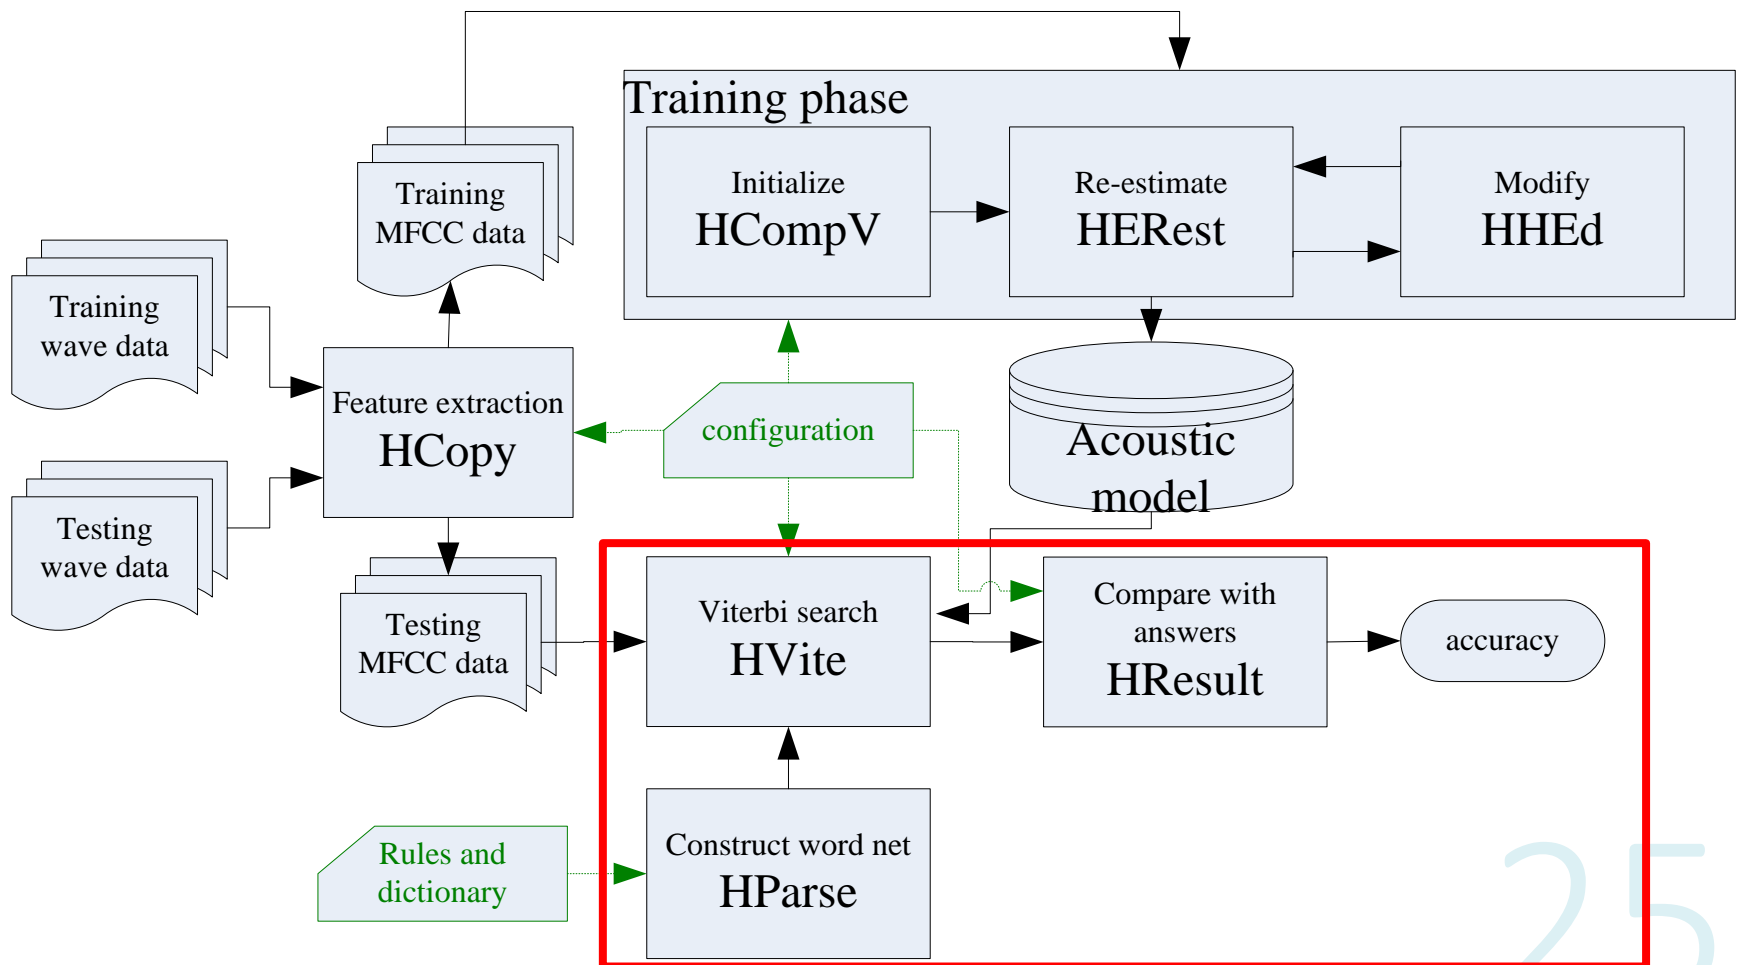 Training phase
Initialize
HCompV
Re-estimate
HERest
Modify
HHEd
Training
MFCC data
Training
wave data
Feature extraction
HCopy
configuration
Acoustic
model
Testing
wave data
Testing
MFCC data
Viterbi search
HVite
Compare with
answers
HResult
accuracy
Rules and
dictionary
Construct word net
HParse
25